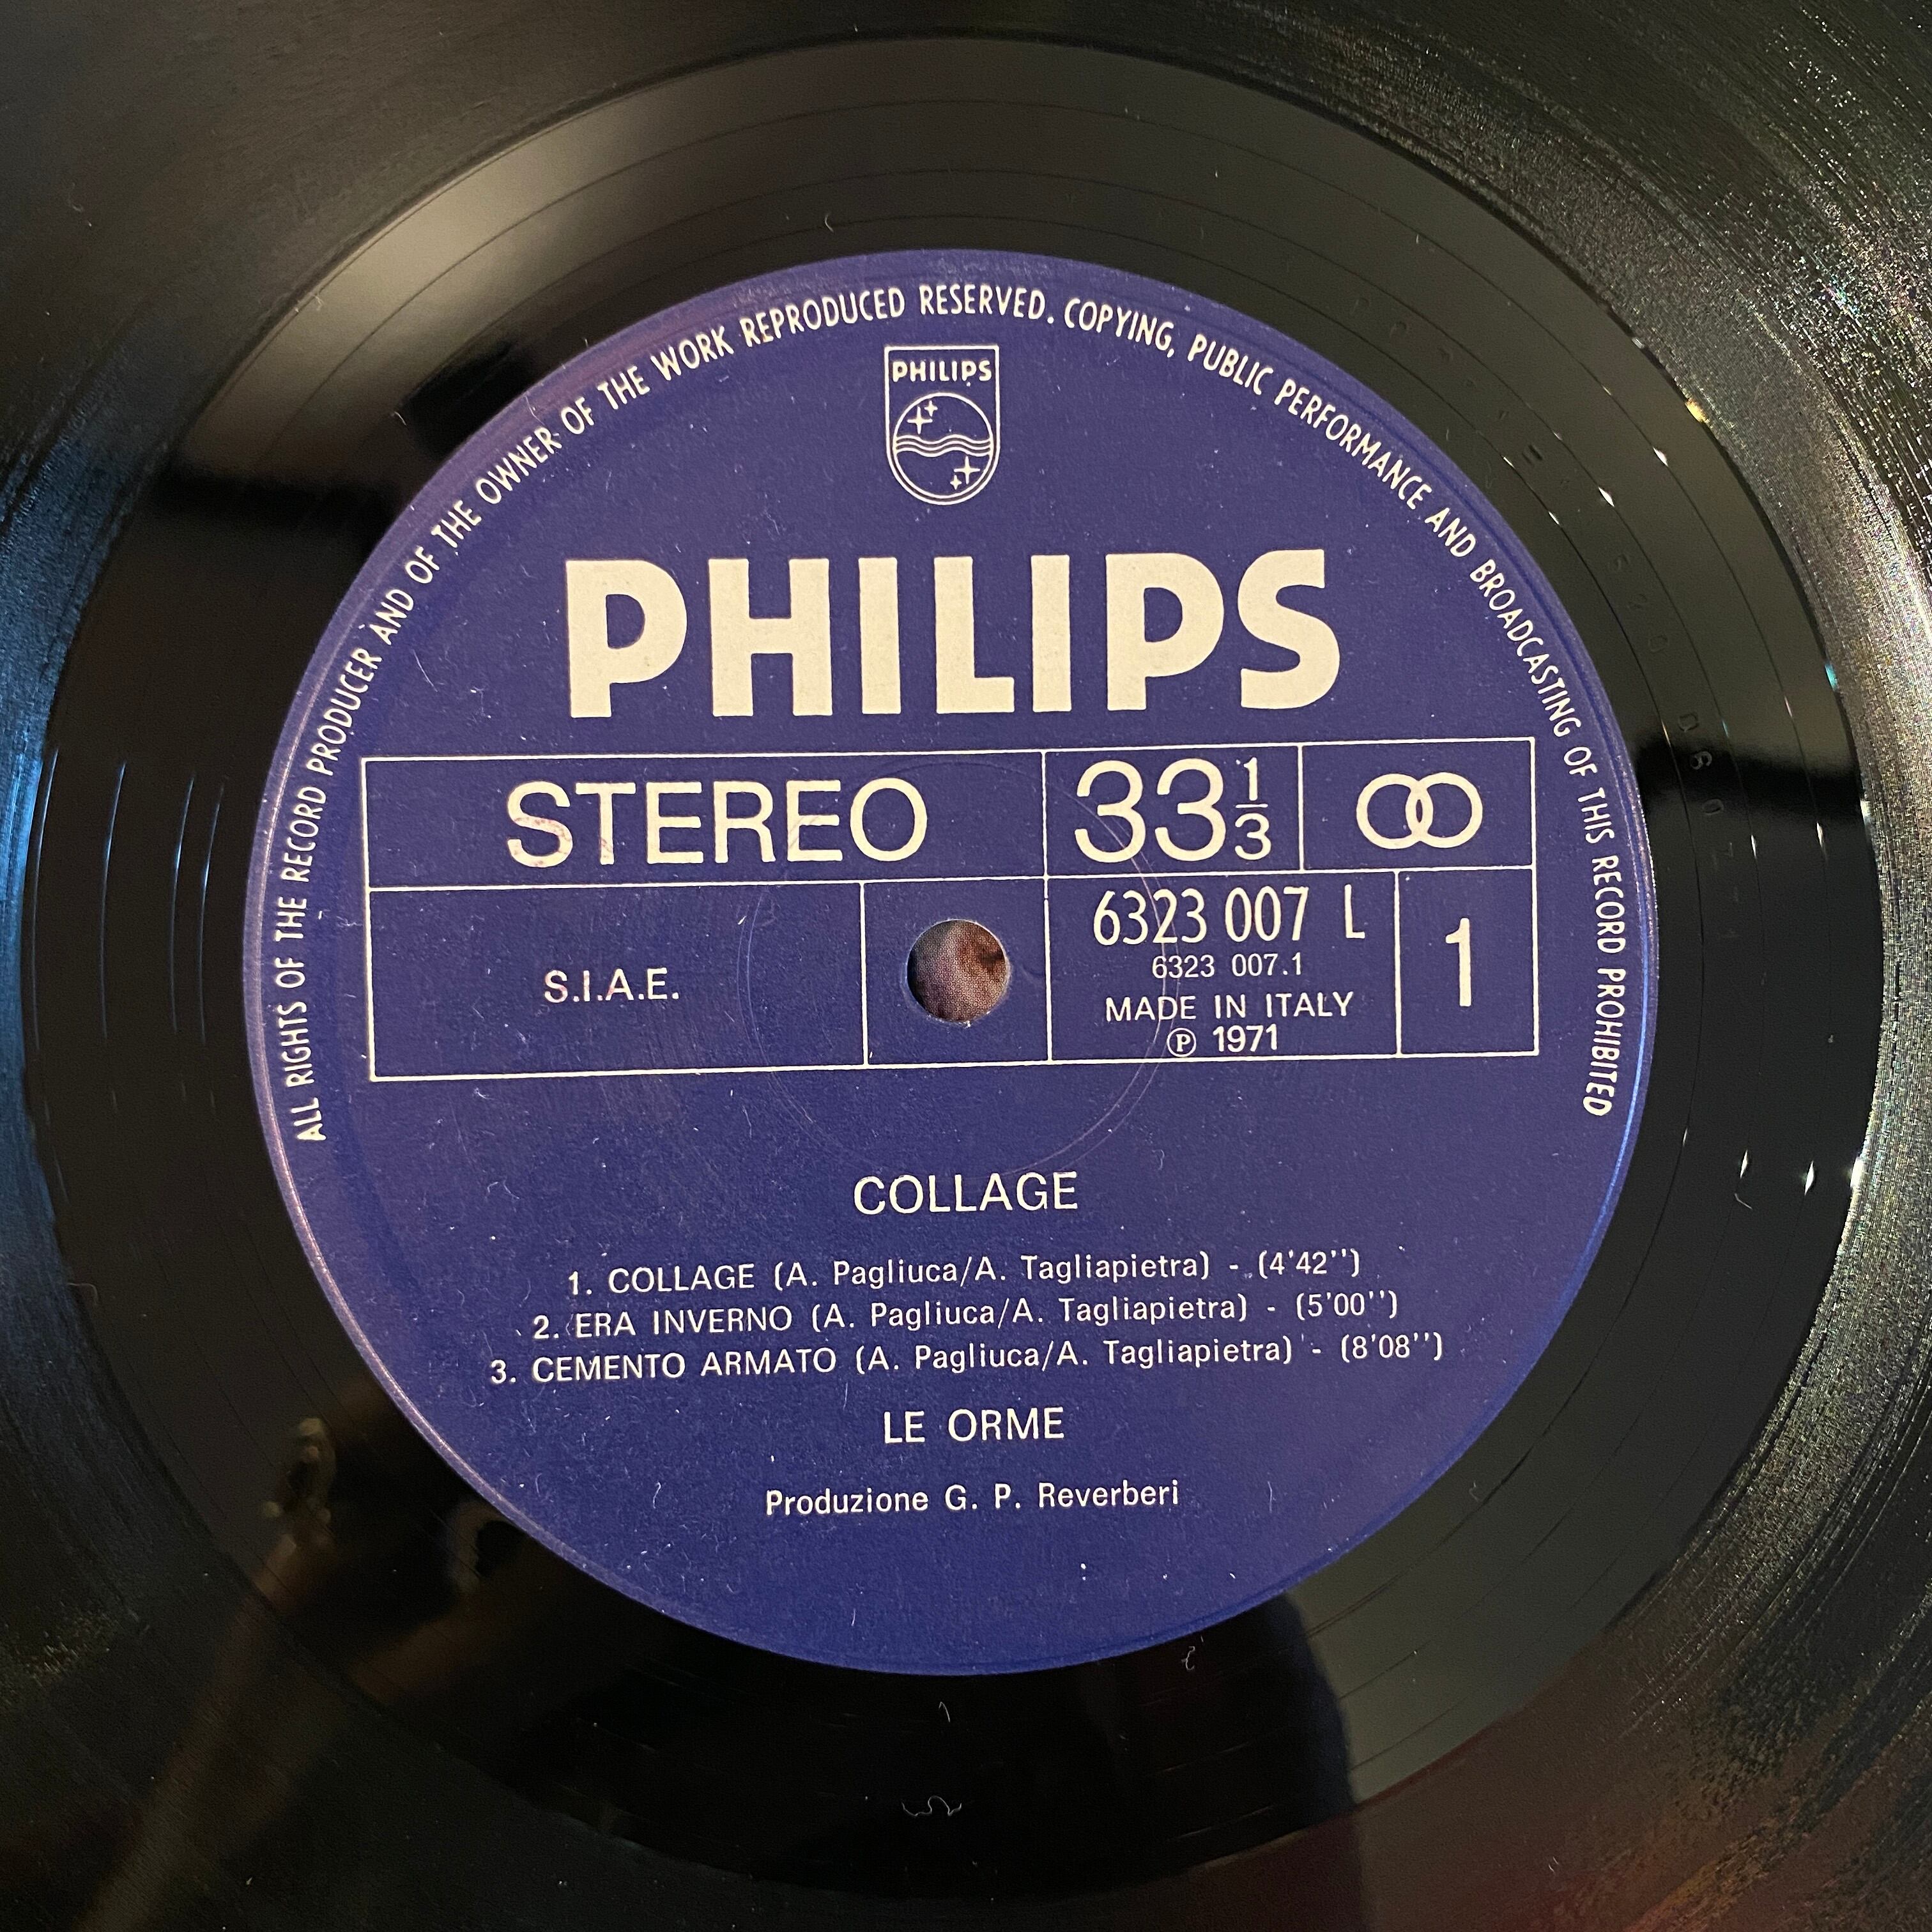 ALL RIGHTS OF THE RECORD PRODUCER AND OF THE OWNER OF THE WORK REPRODUCED RESERVED. COPYING, PUBLIC PERFORMANCE AND BROADCASTING OF THIS RECORD PROHIBITED
PHILIPS
PHILIPS
STEREO 33 1/3
S.I.A.E.
6323 007 L
6323 007.1
MADE IN ITALY
℗ 1971
1
COLLAGE
1. COLLAGE (A. Pagliuca/A. Tagliapietra) - (4'42'')
2. ERA INVERNO (A. Pagliuca/A. Tagliapietra) - (5'00'')
3. CEMENTO ARMATO (A. Pagliuca/A. Tagliapietra) - (8'08'')
LE ORME
Produzione G. P. Reverberi